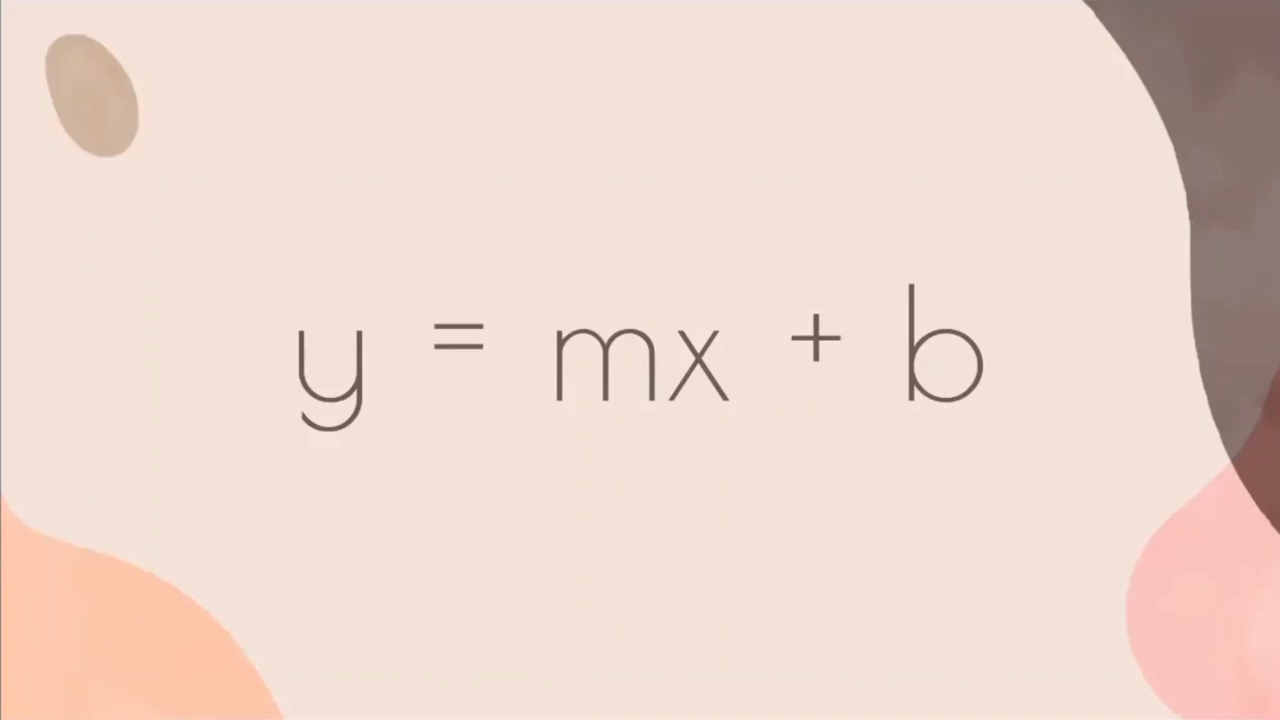 y = mx + b